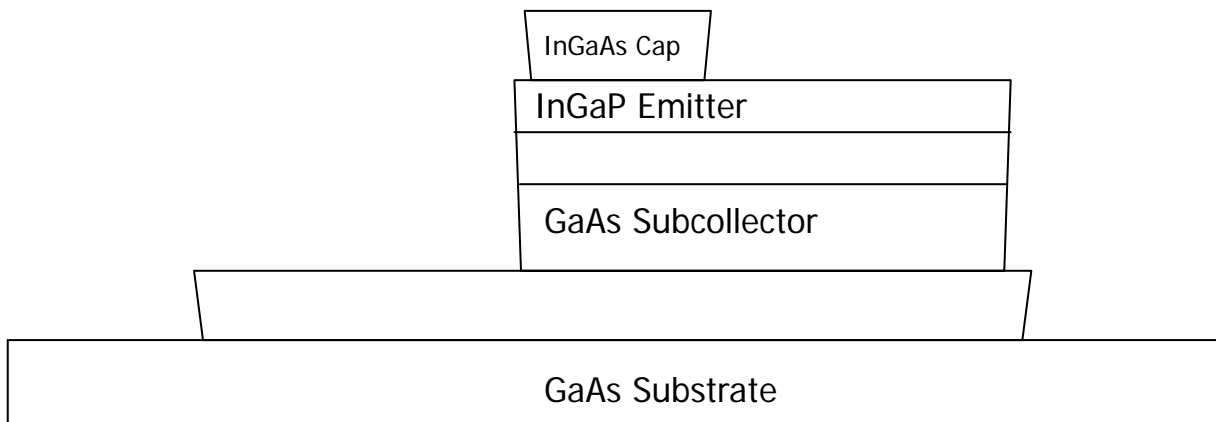 InGaAs Cap
InGaP Emitter
GaAs Subcollector
GaAs Substrate